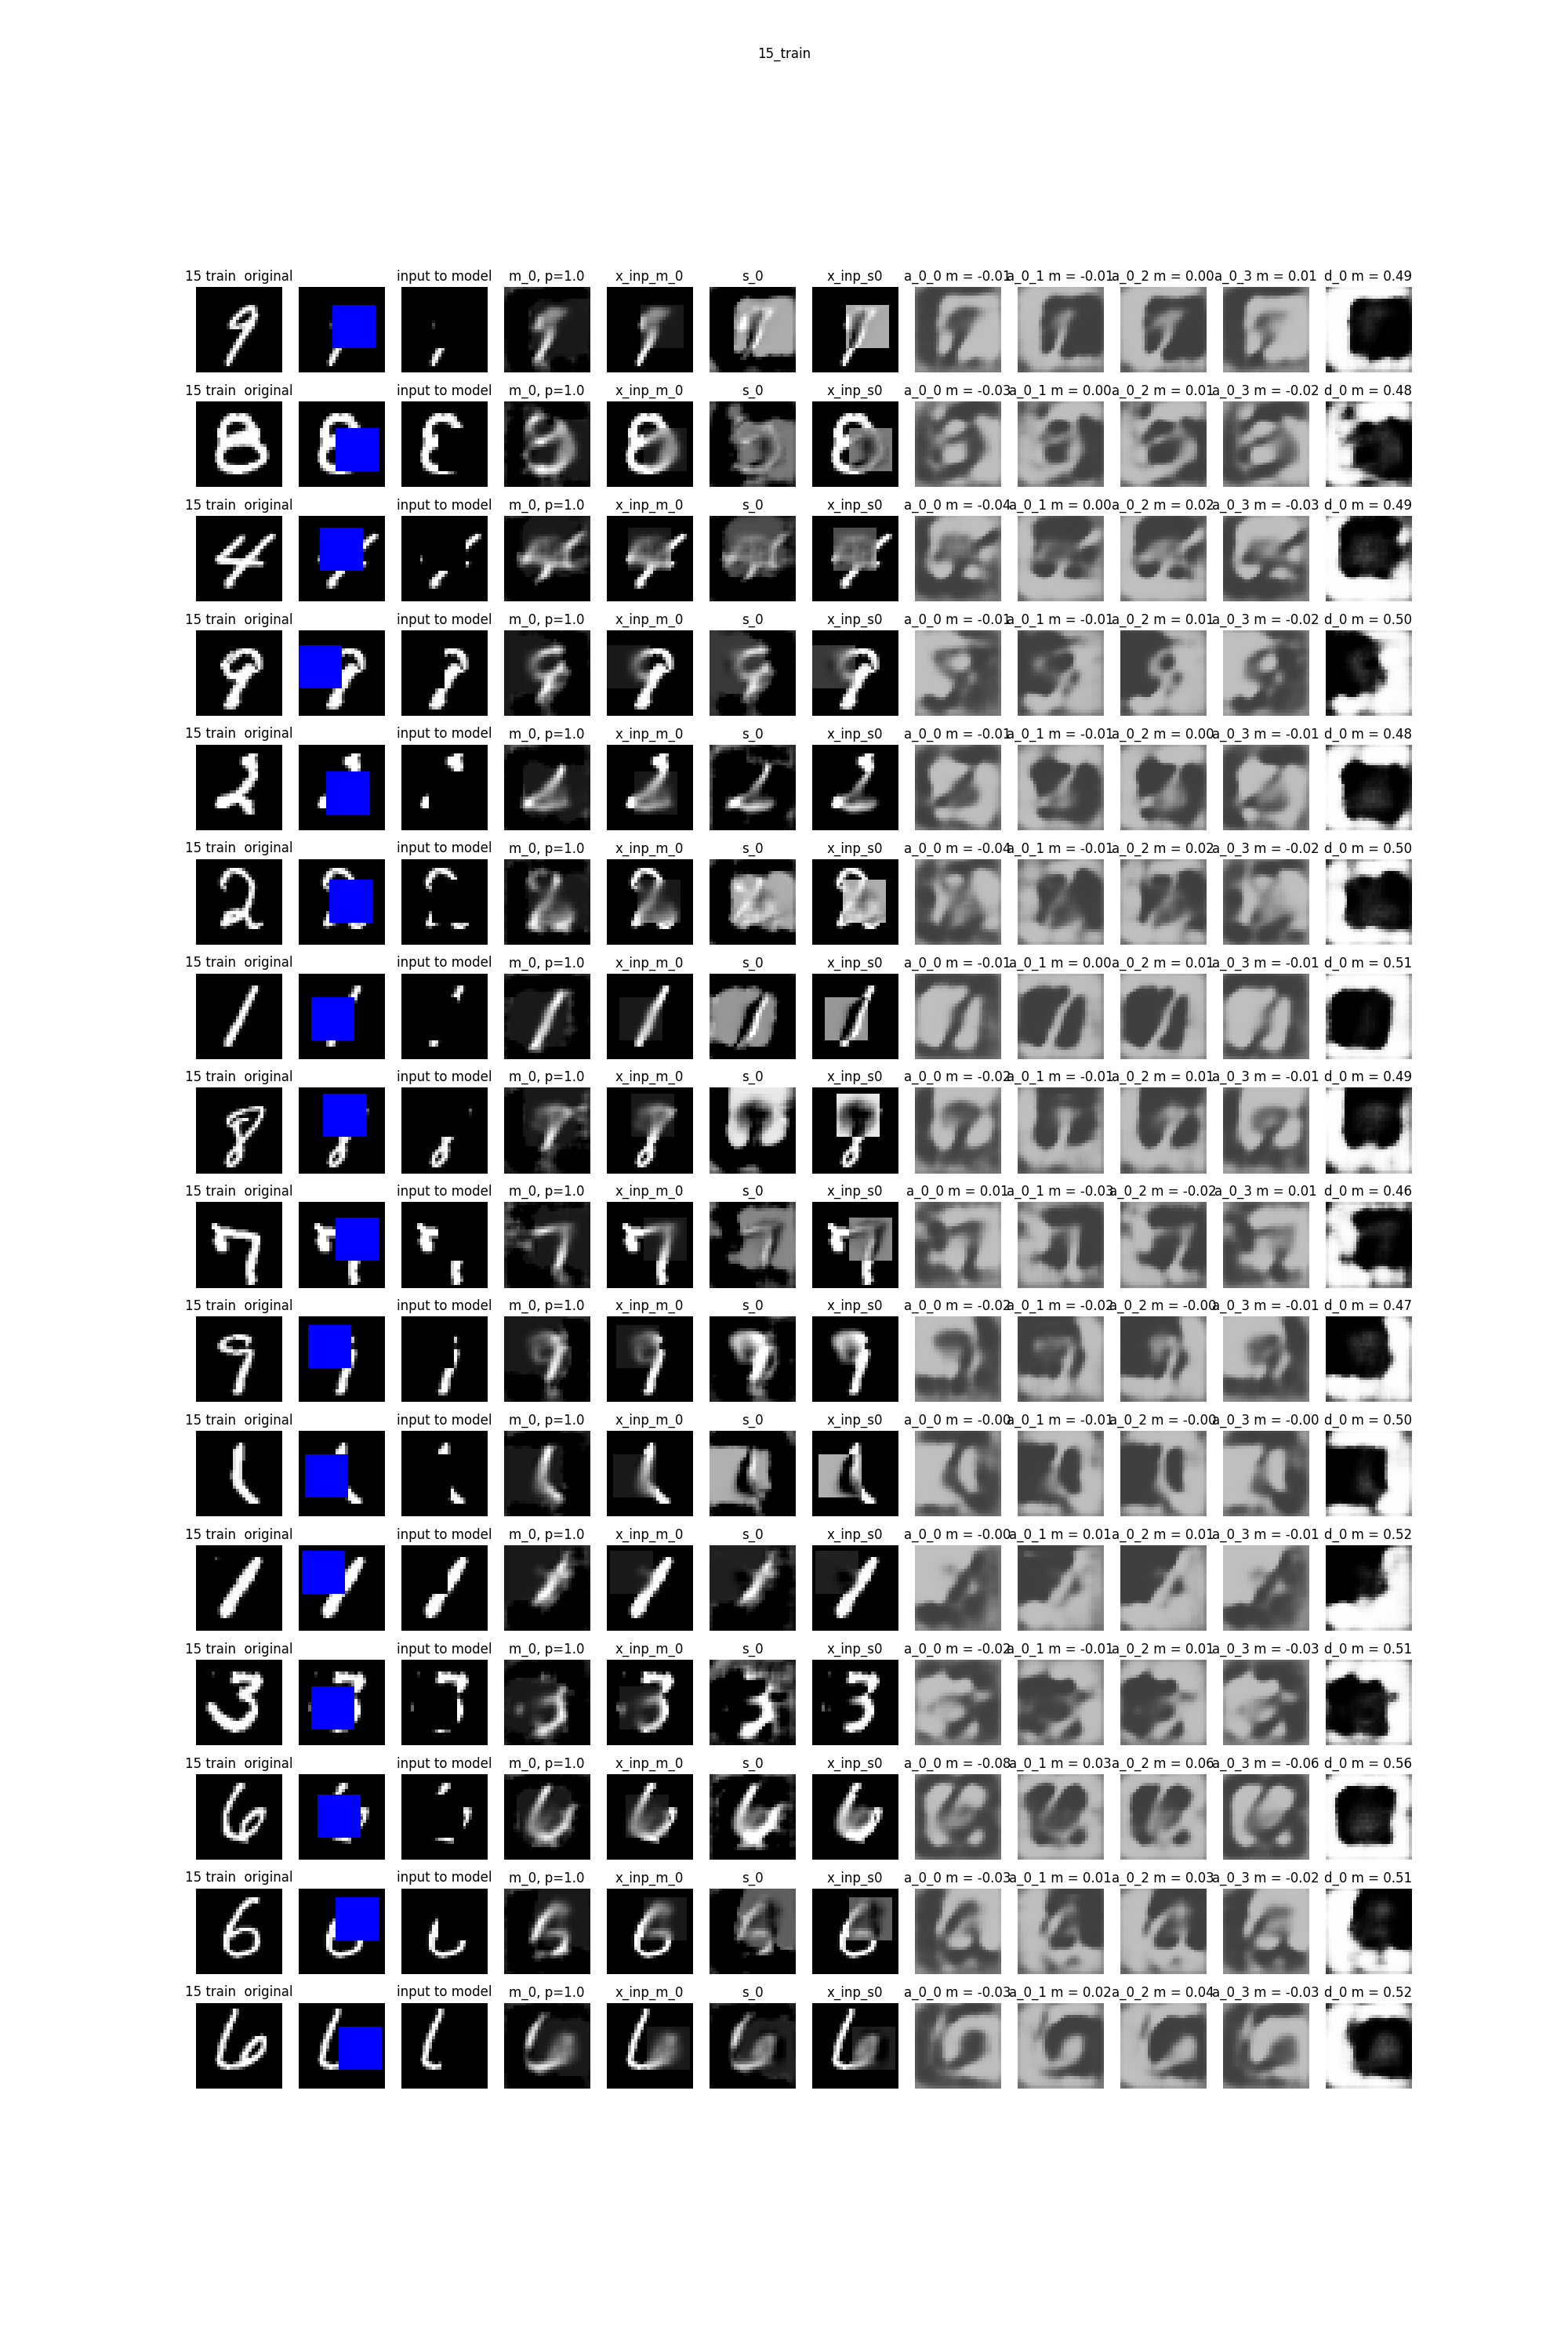 15_train
15 train  original input to model m_0, p=1.0 x_inp_m_0 s_0 x_inp_s0 a_0_0 m = -0.01 a_0_1 m = -0.01 a_0_2 m = 0.00 a_0_3 m = 0.01 d_0 m = 0.49
15 train  original input to model m_0, p=1.0 x_inp_m_0 s_0 x_inp_s0 a_0_0 m = -0.03 a_0_1 m = 0.00 a_0_2 m = 0.01 a_0_3 m = -0.02 d_0 m = 0.48
15 train  original input to model m_0, p=1.0 x_inp_m_0 s_0 x_inp_s0 a_0_0 m = -0.04 a_0_1 m = 0.00 a_0_2 m = 0.02 a_0_3 m = -0.03 d_0 m = 0.49
15 train  original input to model m_0, p=1.0 x_inp_m_0 s_0 x_inp_s0 a_0_0 m = -0.01 a_0_1 m = -0.01 a_0_2 m = 0.01 a_0_3 m = -0.02 d_0 m = 0.50
15 train  original input to model m_0, p=1.0 x_inp_m_0 s_0 x_inp_s0 a_0_0 m = -0.01 a_0_1 m = -0.01 a_0_2 m = 0.00 a_0_3 m = -0.01 d_0 m = 0.48
15 train  original input to model m_0, p=1.0 x_inp_m_0 s_0 x_inp_s0 a_0_0 m = -0.04 a_0_1 m = -0.01 a_0_2 m = 0.02 a_0_3 m = -0.02 d_0 m = 0.50
15 train  original input to model m_0, p=1.0 x_inp_m_0 s_0 x_inp_s0 a_0_0 m = -0.01 a_0_1 m = 0.00 a_0_2 m = 0.01 a_0_3 m = -0.01 d_0 m = 0.51
15 train  original input to model m_0, p=1.0 x_inp_m_0 s_0 x_inp_s0 a_0_0 m = -0.02 a_0_1 m = -0.01 a_0_2 m = 0.01 a_0_3 m = -0.01 d_0 m = 0.49
15 train  original input to model m_0, p=1.0 x_inp_m_0 s_0 x_inp_s0 a_0_0 m = 0.01 a_0_1 m = -0.03 a_0_2 m = -0.02 a_0_3 m = 0.01 d_0 m = 0.46
15 train  original input to model m_0, p=1.0 x_inp_m_0 s_0 x_inp_s0 a_0_0 m = -0.02 a_0_1 m = -0.02 a_0_2 m = -0.00 a_0_3 m = -0.01 d_0 m = 0.47
15 train  original input to model m_0, p=1.0 x_inp_m_0 s_0 x_inp_s0 a_0_0 m = -0.00 a_0_1 m = -0.01 a_0_2 m = -0.00 a_0_3 m = -0.00 d_0 m = 0.50
15 train  original input to model m_0, p=1.0 x_inp_m_0 s_0 x_inp_s0 a_0_0 m = -0.00 a_0_1 m = 0.01 a_0_2 m = 0.01 a_0_3 m = -0.01 d_0 m = 0.52
15 train  original input to model m_0, p=1.0 x_inp_m_0 s_0 x_inp_s0 a_0_0 m = -0.02 a_0_1 m = -0.01 a_0_2 m = 0.01 a_0_3 m = -0.03 d_0 m = 0.51
15 train  original input to model m_0, p=1.0 x_inp_m_0 s_0 x_inp_s0 a_0_0 m = -0.08 a_0_1 m = 0.03 a_0_2 m = 0.06 a_0_3 m = -0.06 d_0 m = 0.56
15 train  original input to model m_0, p=1.0 x_inp_m_0 s_0 x_inp_s0 a_0_0 m = -0.03 a_0_1 m = 0.01 a_0_2 m = 0.03 a_0_3 m = -0.02 d_0 m = 0.51
15 train  original input to model m_0, p=1.0 x_inp_m_0 s_0 x_inp_s0 a_0_0 m = -0.03 a_0_1 m = 0.02 a_0_2 m = 0.04 a_0_3 m = -0.03 d_0 m = 0.52